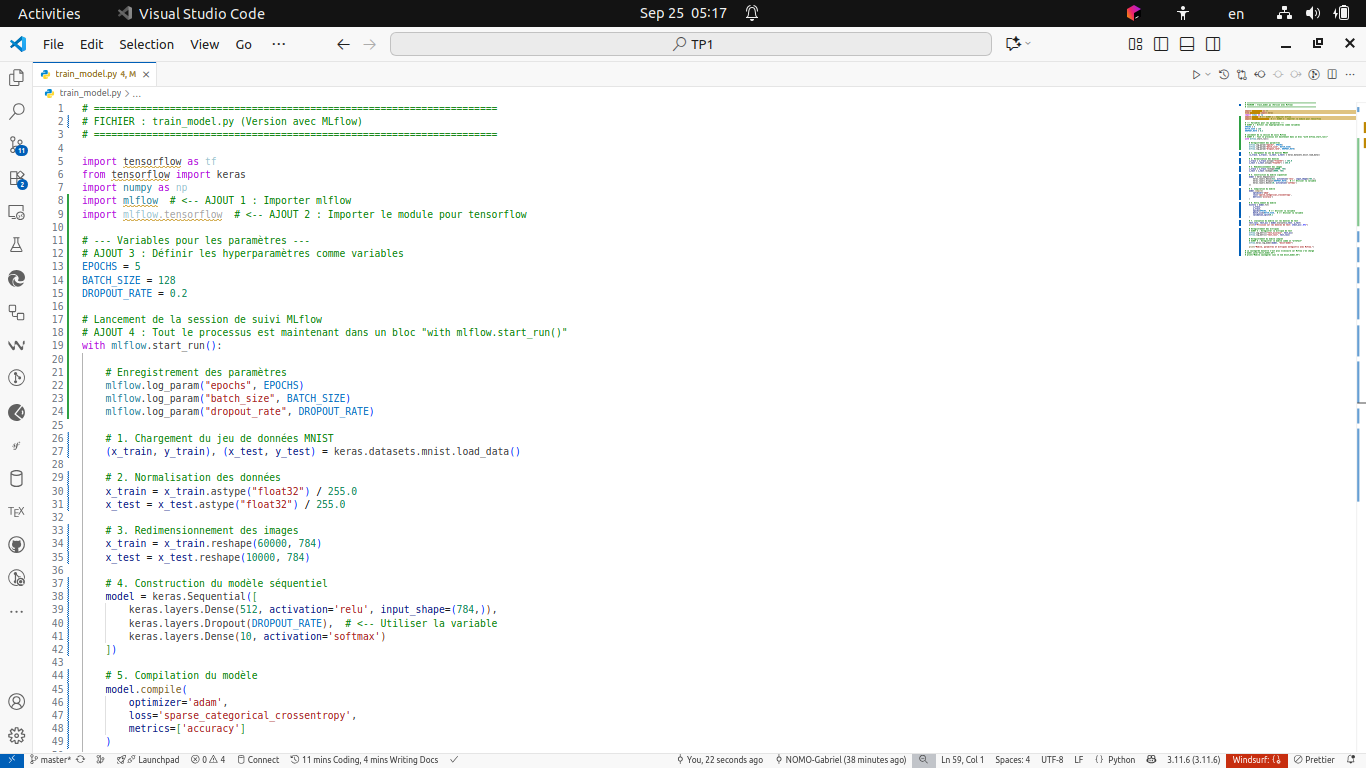 Activities Visual Studio Code Sep 25 05:17 en
File Edit Selection View Go ··· TP1
train_model.py 4, M
train_model.py > ...
1 # =====================================================================
2 # FICHIER : train_model.py (Version avec MLflow)
3 # =====================================================================
4
5 import tensorflow as tf
6 from tensorflow import keras
7 import numpy as np
8 import mlflow # <-- AJOUT 1 : Importer mlflow
9 import mlflow.tensorflow # <-- AJOUT 2 : Importer le module pour tensorflow
10
11 # --- Variables pour les paramètres ---
12 # AJOUT 3 : Définir les hyperparamètres comme variables
13 EPOCHS = 5
14 BATCH_SIZE = 128
15 DROPOUT_RATE = 0.2
16
17 # Lancement de la session de suivi MLflow
18 # AJOUT 4 : Tout le processus est maintenant dans un bloc "with mlflow.start_run()"
19 with mlflow.start_run():
20
21 # Enregistrement des paramètres
22 mlflow.log_param("epochs", EPOCHS)
23 mlflow.log_param("batch_size", BATCH_SIZE)
24 mlflow.log_param("dropout_rate", DROPOUT_RATE)
25
26 # 1. Chargement du jeu de données MNIST
27 (x_train, y_train), (x_test, y_test) = keras.datasets.mnist.load_data()
28
29 # 2. Normalisation des données
30 x_train = x_train.astype("float32") / 255.0
31 x_test = x_test.astype("float32") / 255.0
32
33 # 3. Redimensionnement des images
34 x_train = x_train.reshape(60000, 784)
35 x_test = x_test.reshape(10000, 784)
36
37 # 4. Construction du modèle séquentiel
38 model = keras.Sequential([
39 keras.layers.Dense(512, activation='relu', input_shape=(784,)),
40 keras.layers.Dropout(DROPOUT_RATE), # <-- Utiliser la variable
41 keras.layers.Dense(10, activation='softmax')
42 ])
43
44 # 5. Compilation du modèle
45 model.compile(
46 optimizer='adam',
47 loss='sparse_categorical_crossentropy',
48 metrics=['accuracy']
49 )
11
2
TEX
master* Launchpad 0 4 Connect 11 mins Coding, 4 mins Writing Docs You, 22 seconds ago NOMO-Gabriel (38 minutes ago) Ln 59, Col 1 Spaces: 4 UTF-8 LF Python 3.11.6 (3.11.6) Windsurf: {} Prettier